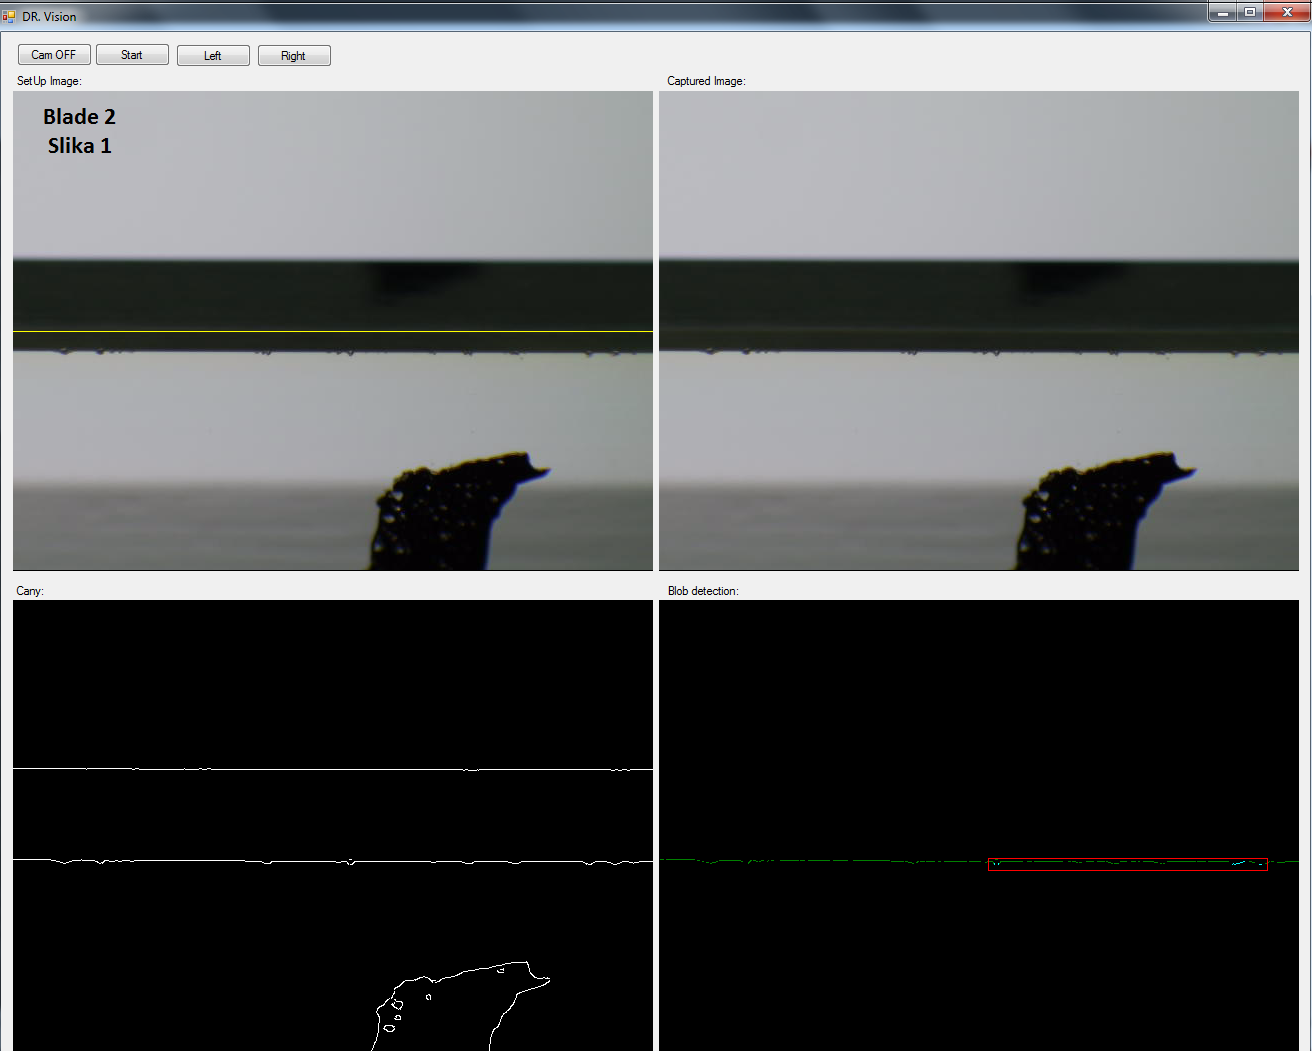 DR. Vision
Cam OFF
Start
Left
Right
SetUp Image:
Captured Image:
Blade 2
Slika 1
Cany:
Blob detection: